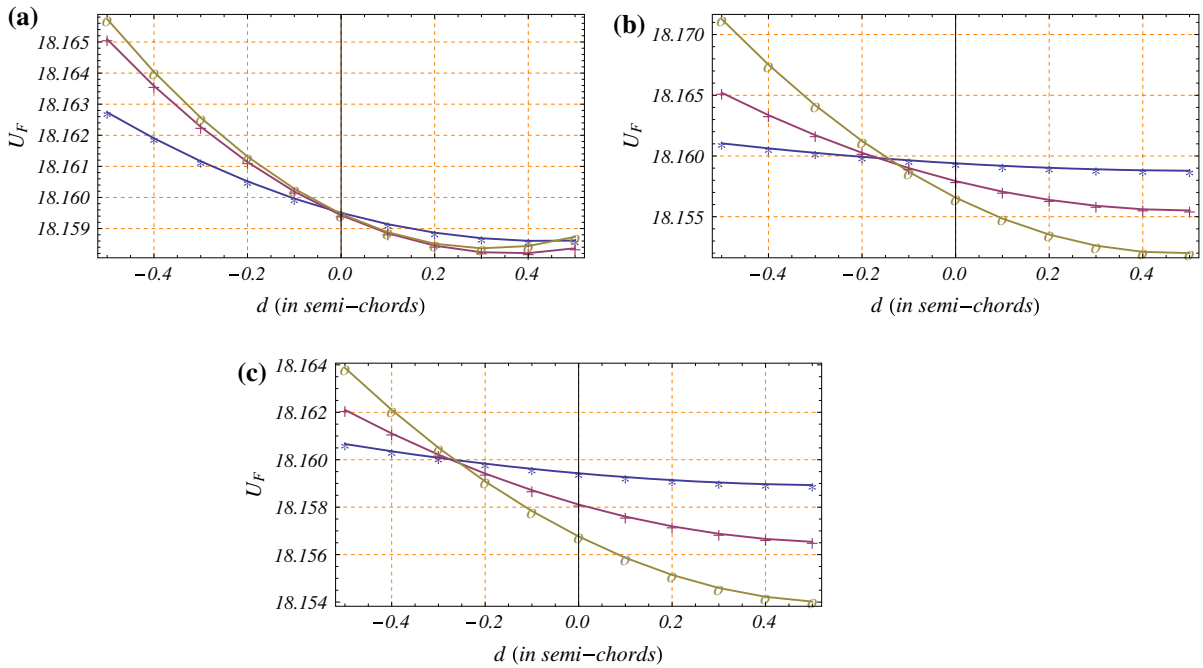 (a)
18.165
18.164
18.163
18.162
18.161
18.160
18.159
U_F
−0.4 −0.2 0.0 0.2 0.4
d (in semi−chords)
(b)
18.170
18.165
18.160
18.155
U_F
−0.4 −0.2 0.0 0.2 0.4
d (in semi−chords)
(c)
18.164
18.162
18.160
18.158
18.156
18.154
U_F
−0.4 −0.2 0.0 0.2 0.4
d (in semi−chords)